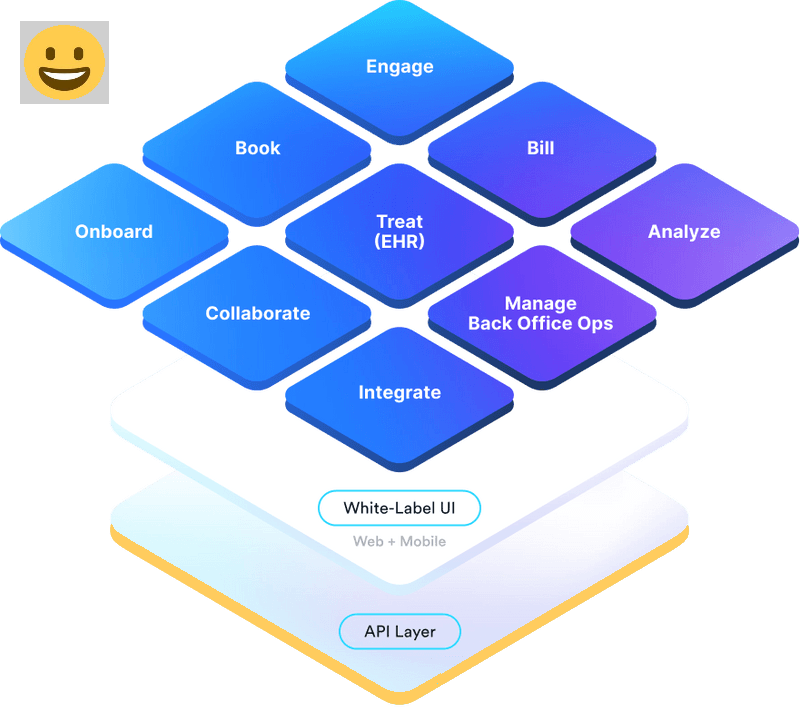 Engage
Book
Bill
Onboard
Treat
(EHR)
Analyze
Collaborate
Manage
Back Office Ops
Integrate
White-Label UI
Web + Mobile
API Layer